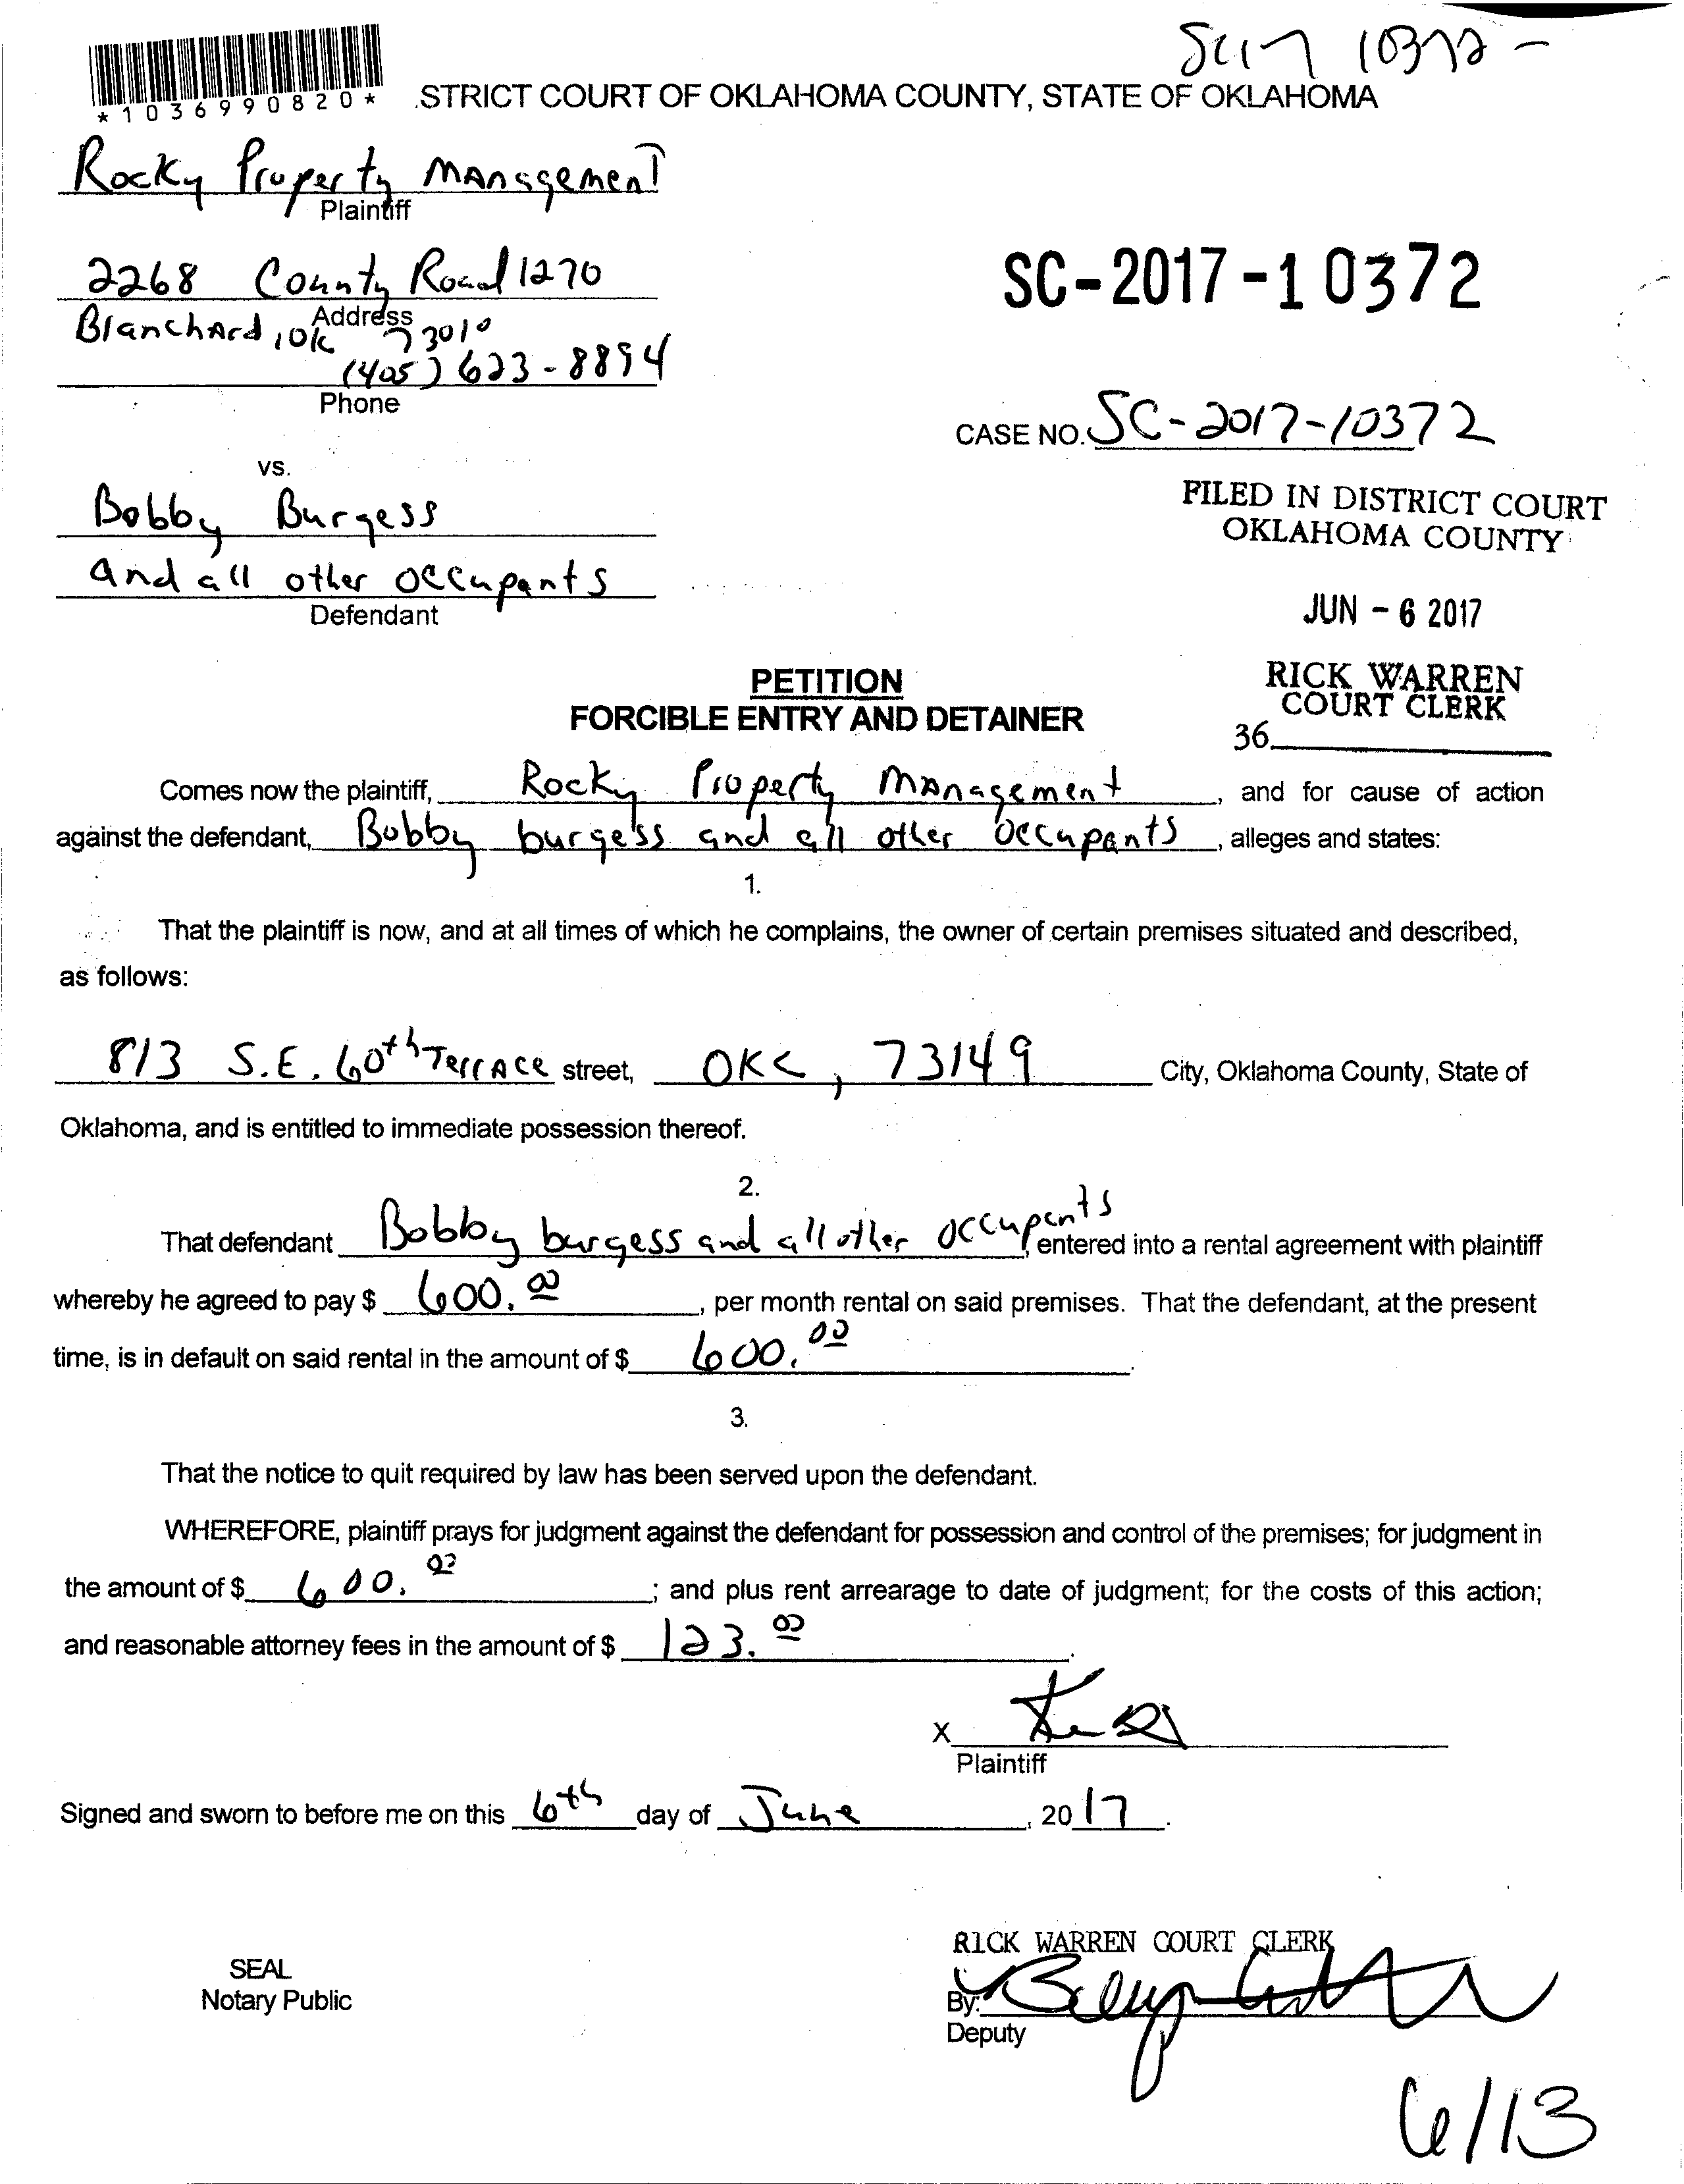 SC17 10372 -
*1036990820*
.STRICT COURT OF OKLAHOMA COUNTY, STATE OF OKLAHOMA
Rocky Property Management
Plaintiff
2268 County Road 1270
Address
Blanchard, Ok 73010
(405) 623-8894
Phone
SC-2017-10372
CASE NO. SC-2017-10372
vs.
Bobby Burgess
and all other occupants
Defendant
FILED IN DISTRICT COURT
OKLAHOMA COUNTY
JUN - 6 2017
RICK WARREN
COURT CLERK
36
PETITION
FORCIBLE ENTRY AND DETAINER
Comes now the plaintiff, Rocky Property Management, and for cause of action
against the defendant, Bobby burgess and all other occupants, alleges and states:
1.
That the plaintiff is now, and at all times of which he complains, the owner of certain premises situated and described,
as follows:
813 S.E. 60th Terrace street, OKC, 73149 City, Oklahoma County, State of
Oklahoma, and is entitled to immediate possession thereof.
2.
That defendant Bobby burgess and all other occupants, entered into a rental agreement with plaintiff
whereby he agreed to pay $ 600.00, per month rental on said premises. That the defendant, at the present
time, is in default on said rental in the amount of $ 600.00.
3.
That the notice to quit required by law has been served upon the defendant.
WHEREFORE, plaintiff prays for judgment against the defendant for possession and control of the premises; for judgment in
the amount of $ 600.00; and plus rent arrearage to date of judgment; for the costs of this action;
and reasonable attorney fees in the amount of $ 123.00.
X
Plaintiff
Signed and sworn to before me on this 6th day of June, 2017.
RICK WARREN COURT CLERK
SEAL
Notary Public
By:
Deputy
6/13